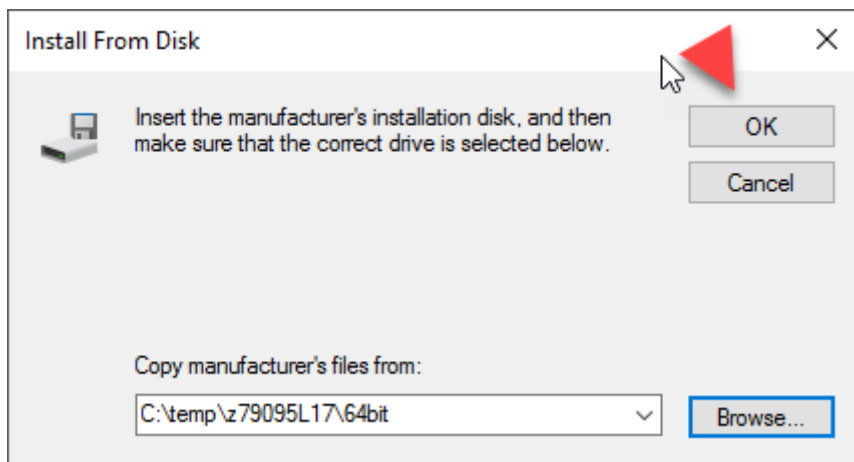 Install From Disk
Insert the manufacturer's installation disk, and then
make sure that the correct drive is selected below.
OK
Cancel
Copy manufacturer's files from:
C:\temp\z79095L17\64bit
Browse...